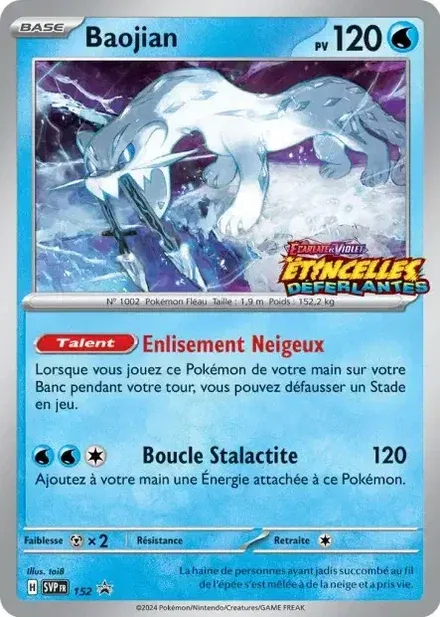 BASE
Baojian
PV 120
ÉCARLATE ET VIOLET
ÉTINCELLES
DÉFERLANTES
N° 1002 Pokémon Fléau Taille : 1,9 m Poids : 152,2 kg
Talent Enlisement Neigeux
Lorsque vous jouez ce Pokémon de votre main sur votre
Banc pendant votre tour, vous pouvez défausser un Stade
en jeu.
Boucle Stalactite 120
Ajoutez à votre main une Énergie attachée à ce Pokémon.
Faiblesse ×2 Résistance Retraite
Illus. toi8
H SVP FR 152
La haine de personnes ayant jadis succombé au fil
de l'épée s'est mêlée à de la neige et a pris vie.
©2024 Pokémon/Nintendo/Creatures/GAME FREAK